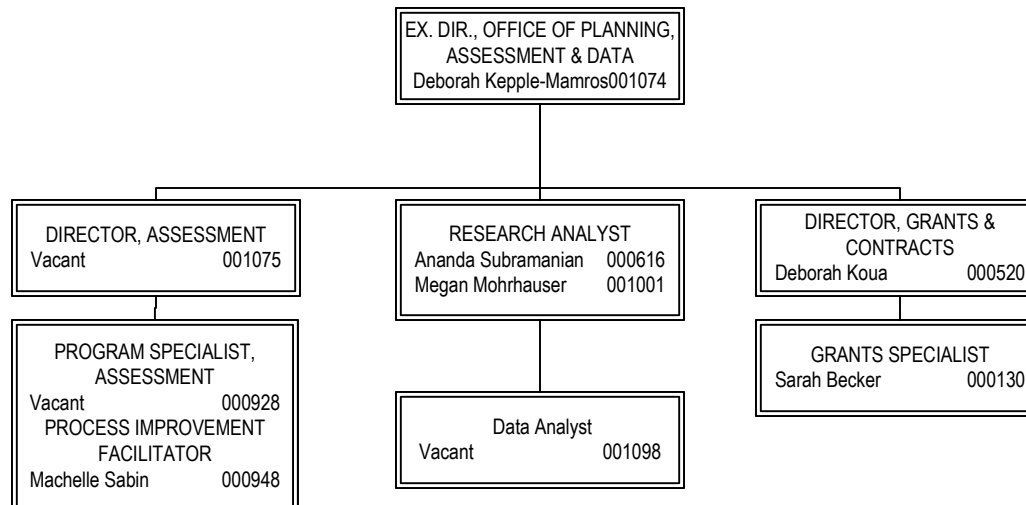 EX. DIR., OFFICE OF PLANNING,
ASSESSMENT & DATA
Deborah Kepple-Mamros001074
DIRECTOR, ASSESSMENT
Vacant 001075
RESEARCH ANALYST
Ananda Subramanian 000616
Megan Mohrhauser 001001
DIRECTOR, GRANTS &
CONTRACTS
Deborah Koua 000520
PROGRAM SPECIALIST,
ASSESSMENT
Vacant 000928
PROCESS IMPROVEMENT
FACILITATOR
Machelle Sabin 000948
Data Analyst
Vacant 001098
GRANTS SPECIALIST
Sarah Becker 000130